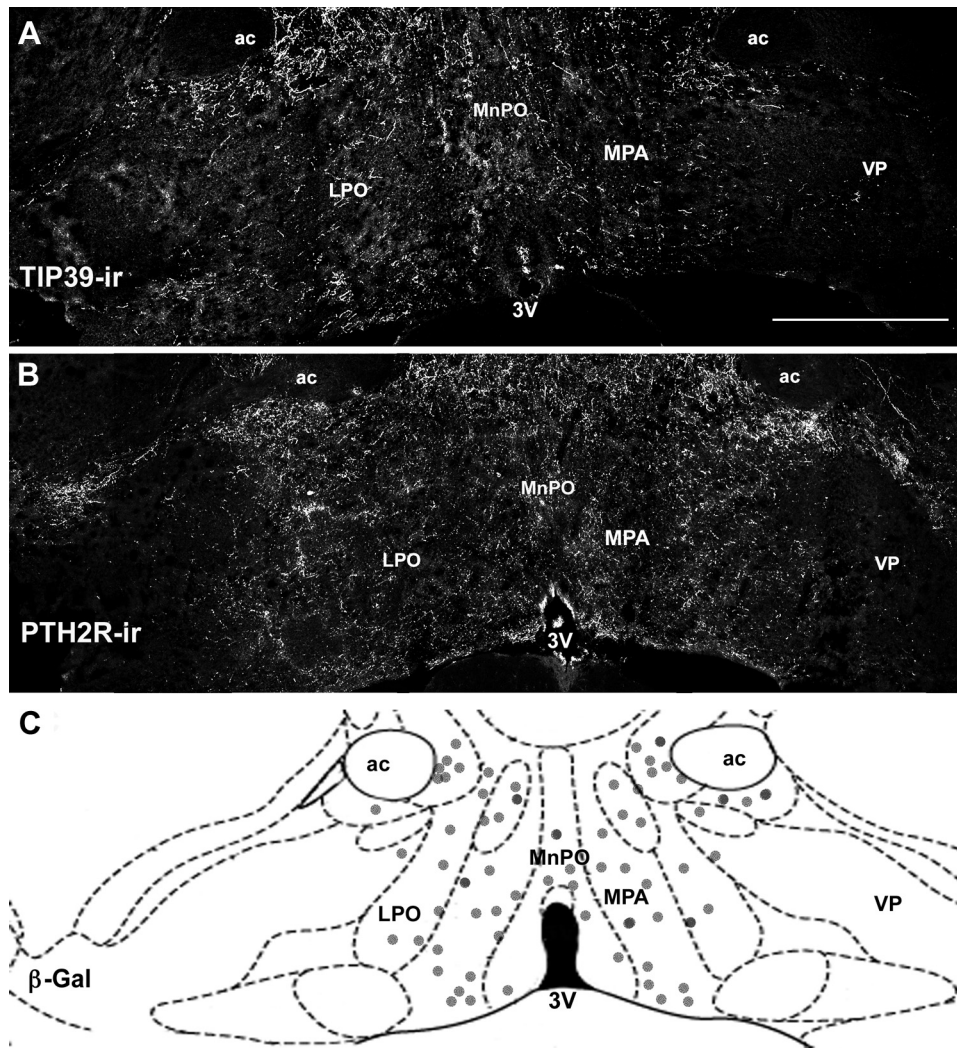 A
ac
ac
MnPO
MPA
LPO
VP
TIP39-ir
3V
B
ac
ac
MnPO
MPA
LPO
VP
PTH2R-ir
3V
C
ac
ac
MnPO
MPA
LPO
VP
β-Gal
3V